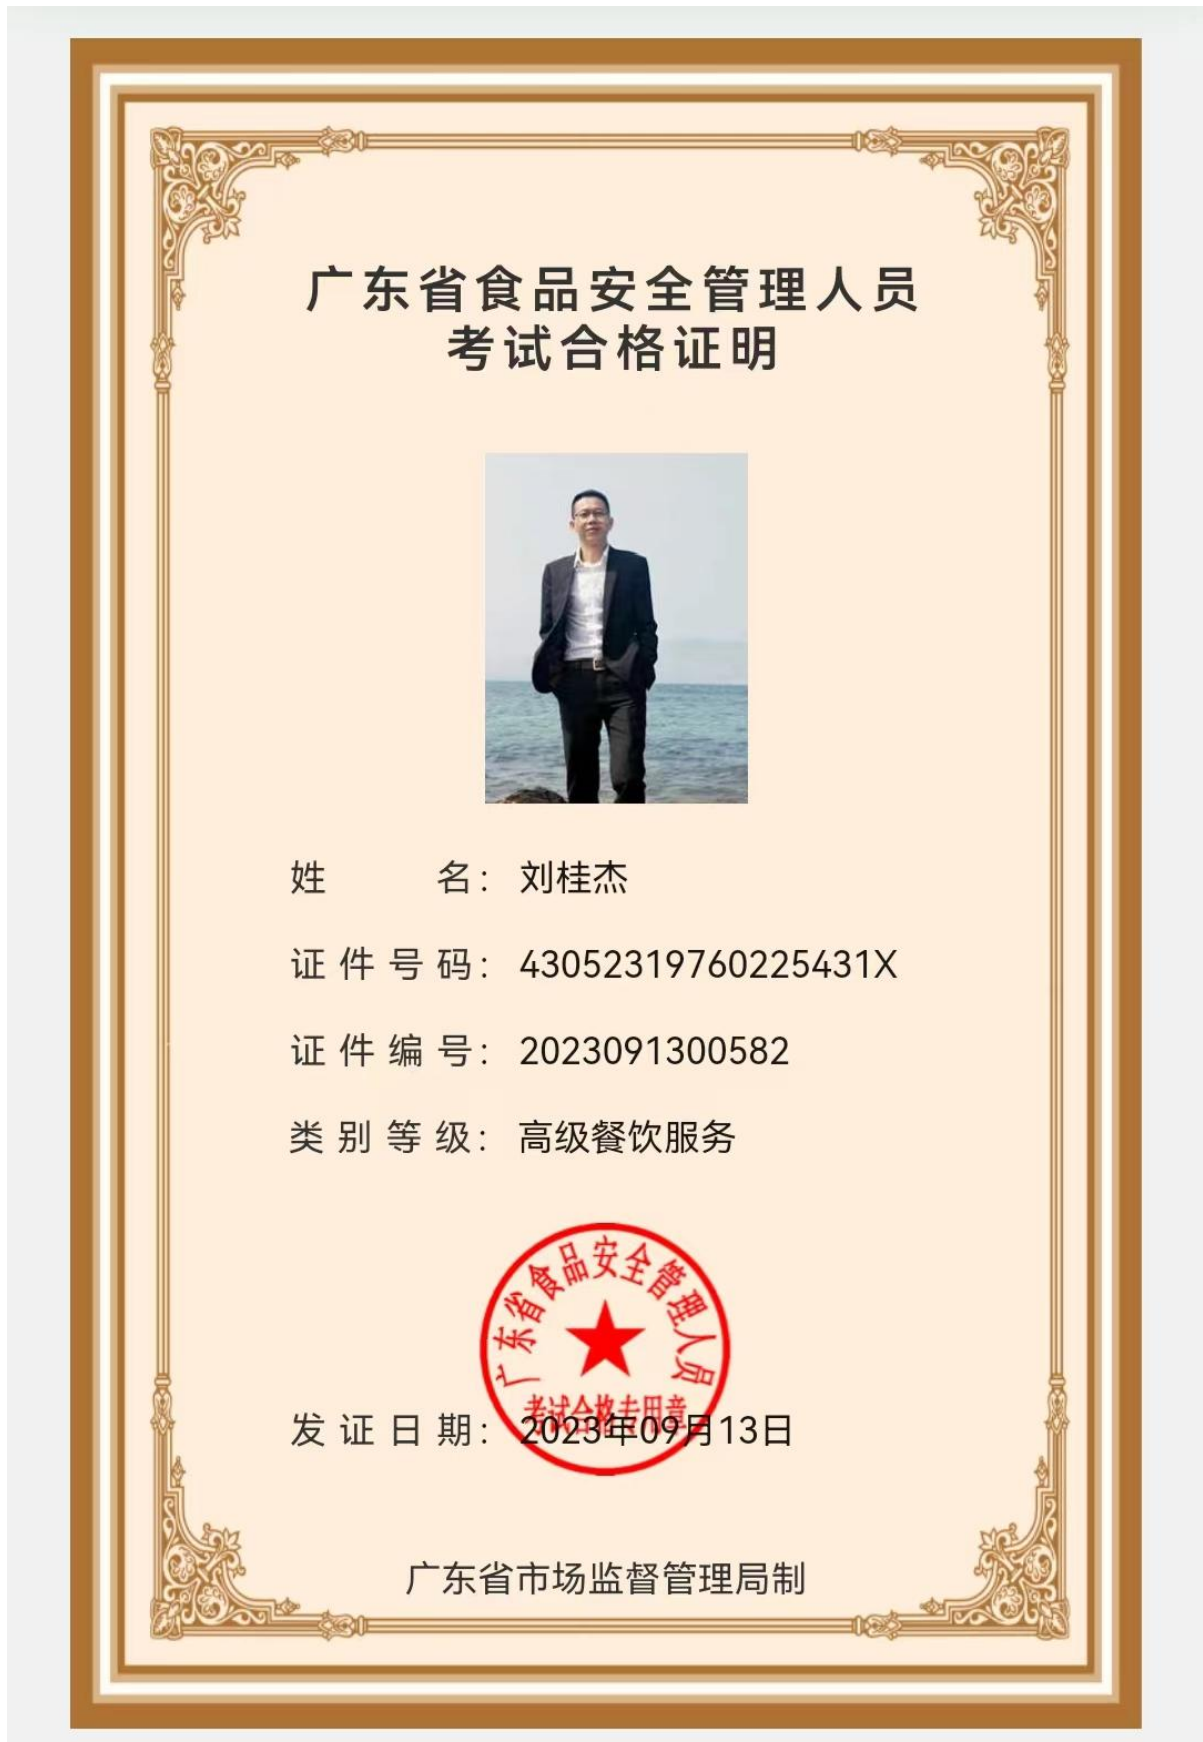 广东省食品安全管理人员
考试合格证明
姓名：刘桂杰
证件号码：43052319760225431X
证件编号：2023091300582
类别等级：高级餐饮服务
广东省食品安全管理人员
考试合格专用章
发证日期：2023年09月13日
广东省市场监督管理局制